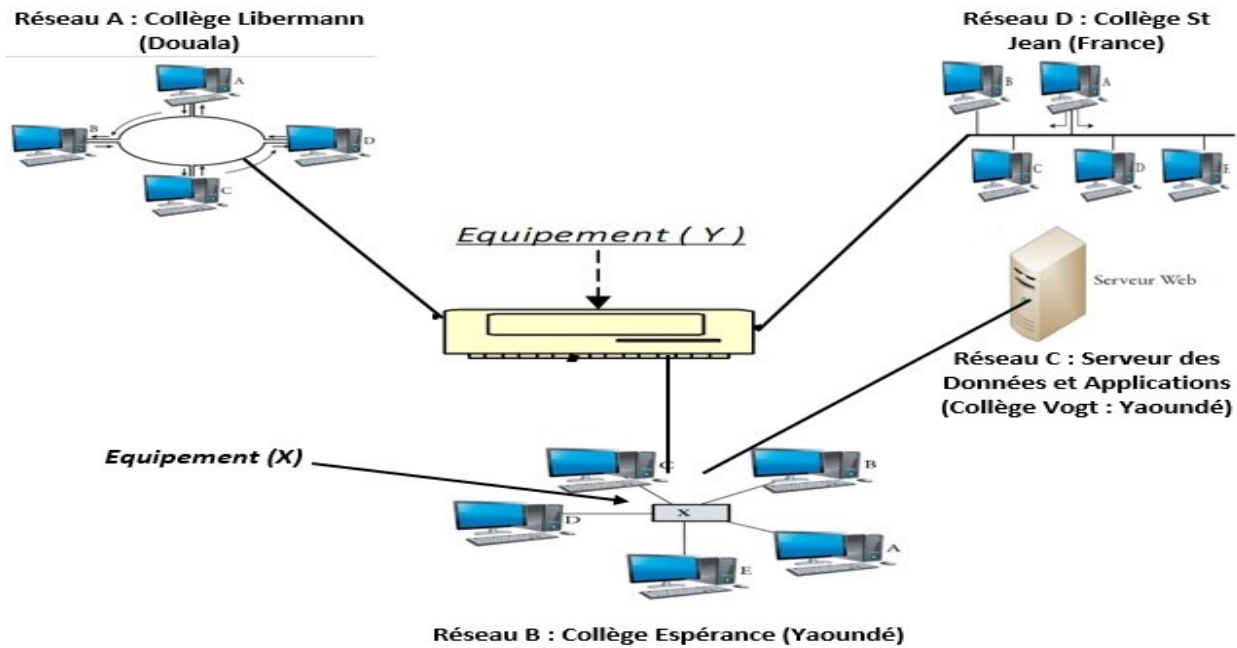 Réseau A : Collège Libermann
(Douala)
A
B
D
C
Réseau D : Collège St
Jean (France)
B
A
C
D
E
Equipement ( Y )
Serveur Web
Réseau C : Serveur des
Données et Applications
(Collège Vogt : Yaoundé)
Equipement (X)
C
B
X
D
A
E
Réseau B : Collège Espérance (Yaoundé)